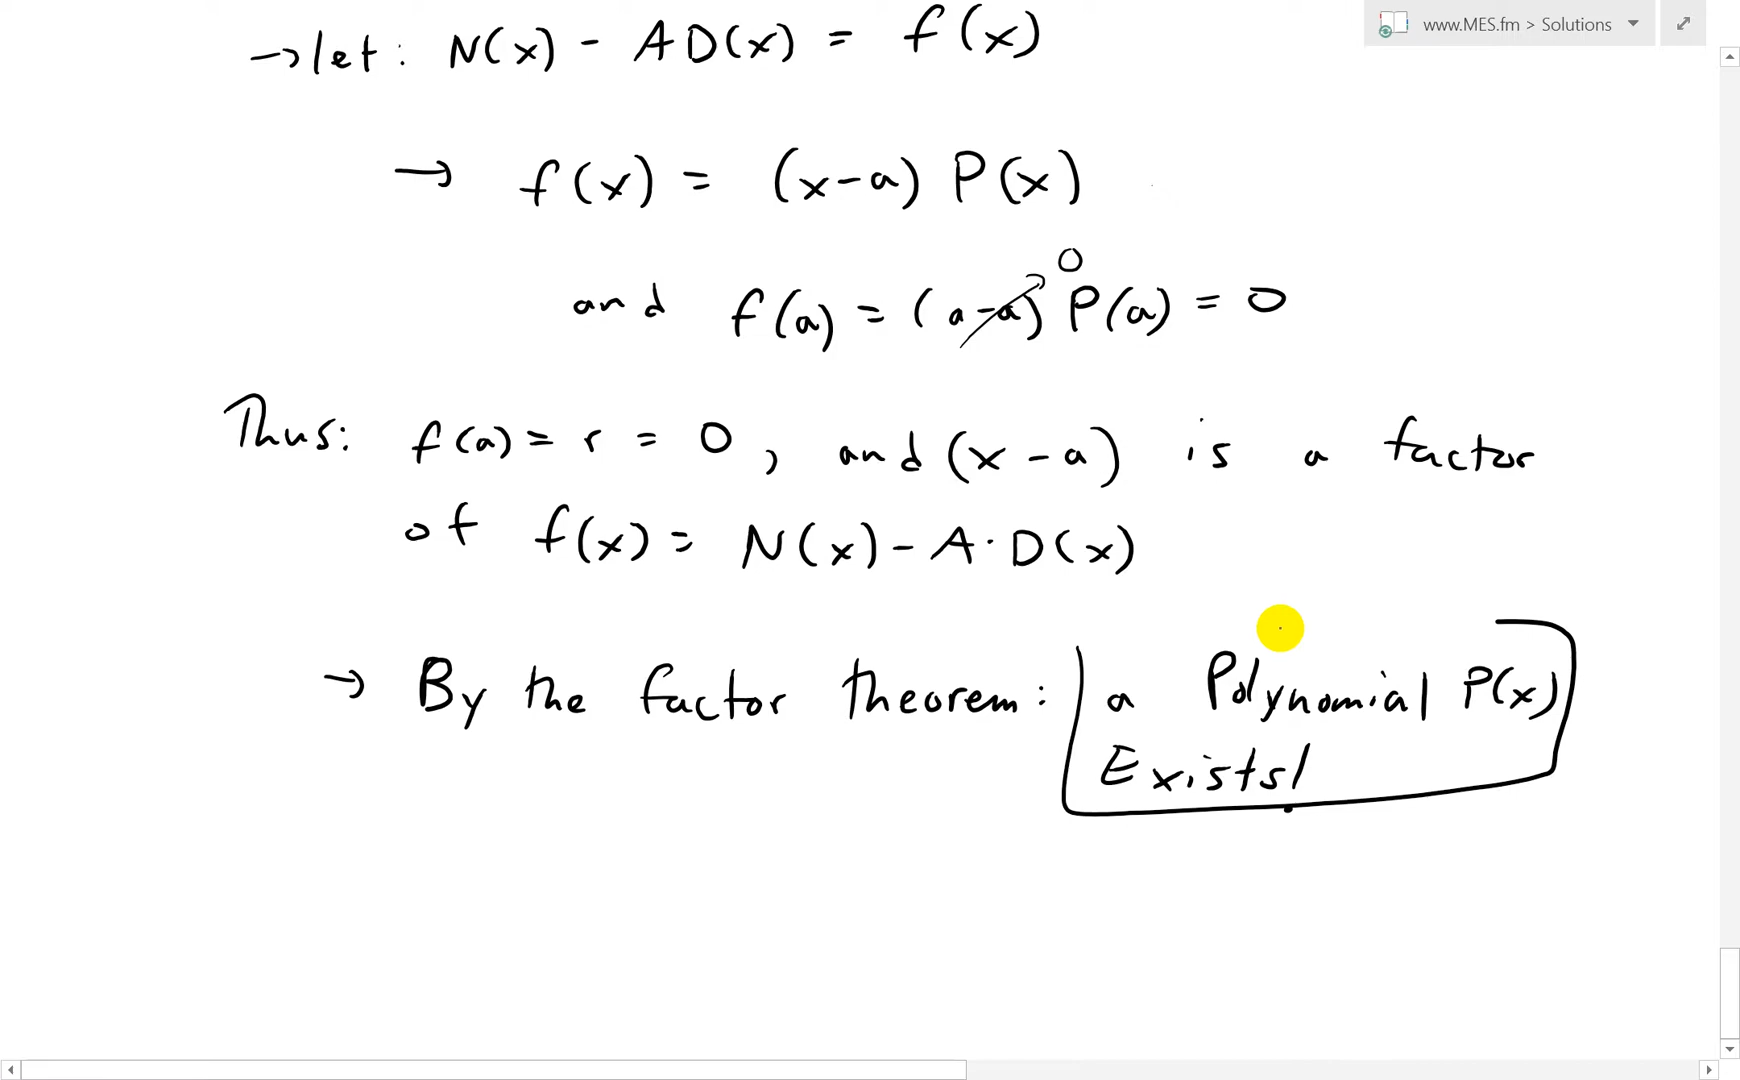 www.MES.fm > Solutions
→ let: N(x) - A D(x) = f(x)
→ f(x) = (x-a) P(x)
0
and f(a) = (a-a) P(a) = 0
Thus: f(a) = r = 0, and (x-a) is a factor
of f(x) = N(x) - A·D(x)
→ By the factor theorem: a Polynomial P(x)
Exists!